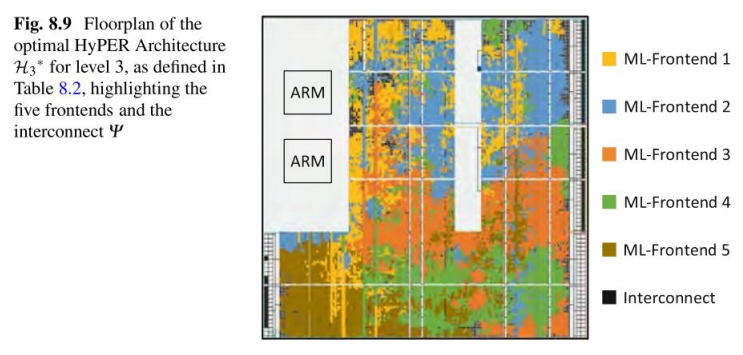 Fig. 8.9 Floorplan of the
optimal HyPER Architecture
ℋ₃* for level 3, as defined in
Table 8.2, highlighting the
five frontends and the
interconnect Ψ
ARM
ARM
ML-Frontend 1
ML-Frontend 2
ML-Frontend 3
ML-Frontend 4
ML-Frontend 5
Interconnect